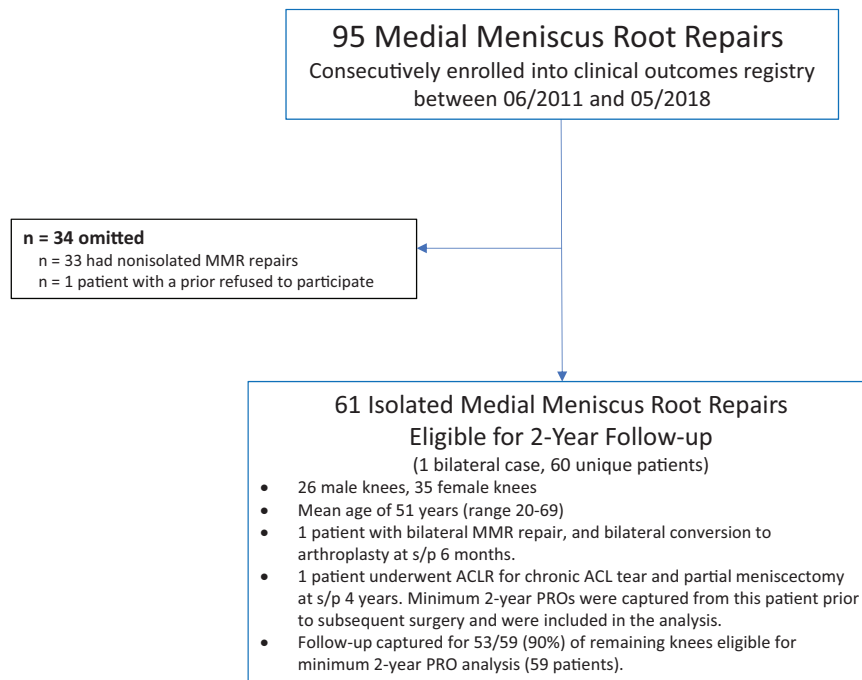 95 Medial Meniscus Root Repairs
Consecutively enrolled into clinical outcomes registry
between 06/2011 and 05/2018
n = 34 omitted
n = 33 had nonisolated MMR repairs
n = 1 patient with a prior refused to participate
61 Isolated Medial Meniscus Root Repairs
Eligible for 2-Year Follow-up
(1 bilateral case, 60 unique patients)
• 26 male knees, 35 female knees
• Mean age of 51 years (range 20-69)
• 1 patient with bilateral MMR repair, and bilateral conversion to
arthroplasty at s/p 6 months.
• 1 patient underwent ACLR for chronic ACL tear and partial meniscectomy
at s/p 4 years. Minimum 2-year PROs were captured from this patient prior
to subsequent surgery and were included in the analysis.
• Follow-up captured for 53/59 (90%) of remaining knees eligible for
minimum 2-year PRO analysis (59 patients).